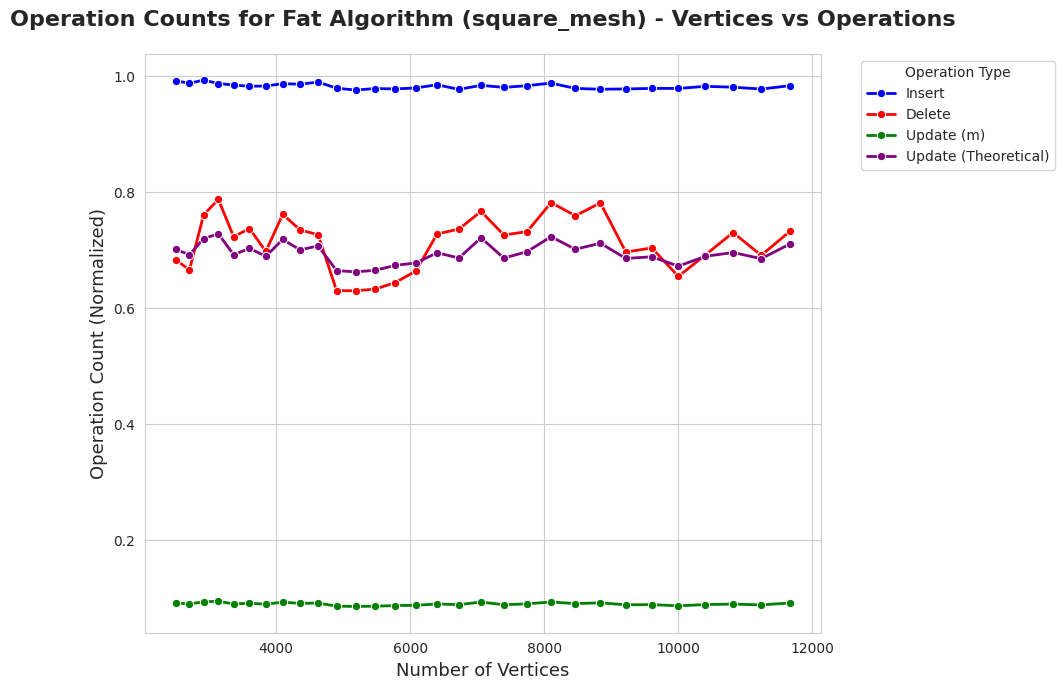 Operation Counts for Fat Algorithm (square_mesh) - Vertices vs Operations
Operation Type
Insert
Delete
Update (m)
Update (Theoretical)
Operation Count (Normalized)
1.0
0.8
0.6
0.4
0.2
4000
6000
8000
10000
12000
Number of Vertices